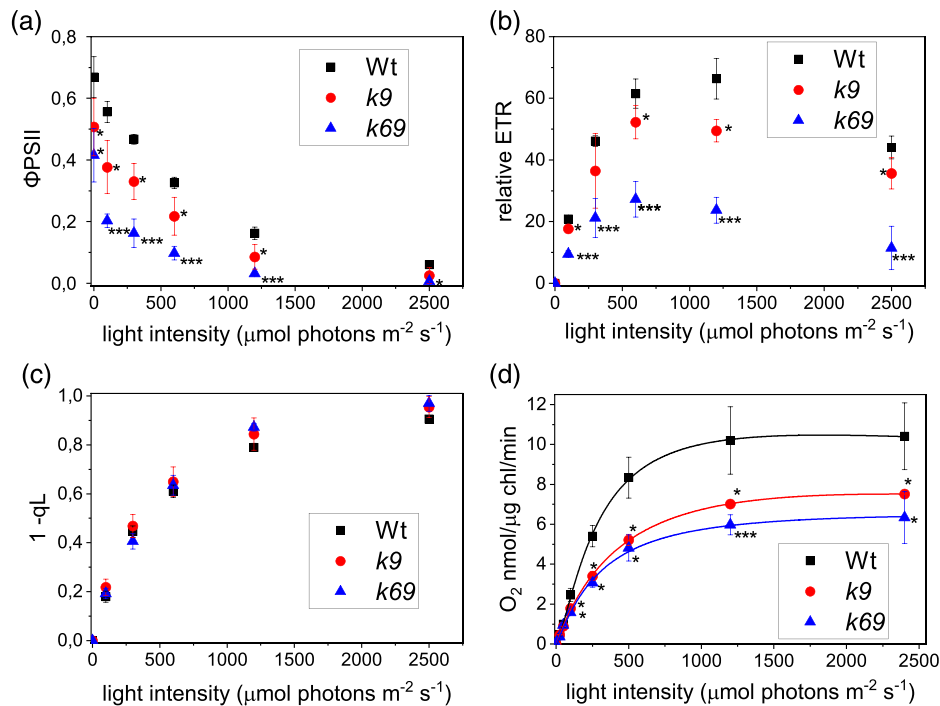 (a)
0,8
0,6
0,4
0,2
0,0
ΦPSII
Wt
k9
k69
*
*
*
***
*
***
*
***
*
***
*
0 500 1000 1500 2000 2500
light intensity (μmol photons m⁻² s⁻¹)
(b)
80
60
40
20
0
relative ETR
Wt
k9
k69
*
***
***
*
***
*
***
*
***
0 500 1000 1500 2000 2500
light intensity (μmol photons m⁻² s⁻¹)
(c)
1,0
0,8
0,6
0,4
0,2
0,0
1 -qL
Wt
k9
k69
0 500 1000 1500 2000 2500
light intensity (μmol photons m⁻² s⁻¹)
(d)
12
10
8
6
4
2
0
O₂ nmol/μg chl/min
Wt
k9
k69
*
*
*
*
*
*
*
***
*
*
0 500 1000 1500 2000 2500
light intensity (μmol photons m⁻² s⁻¹)